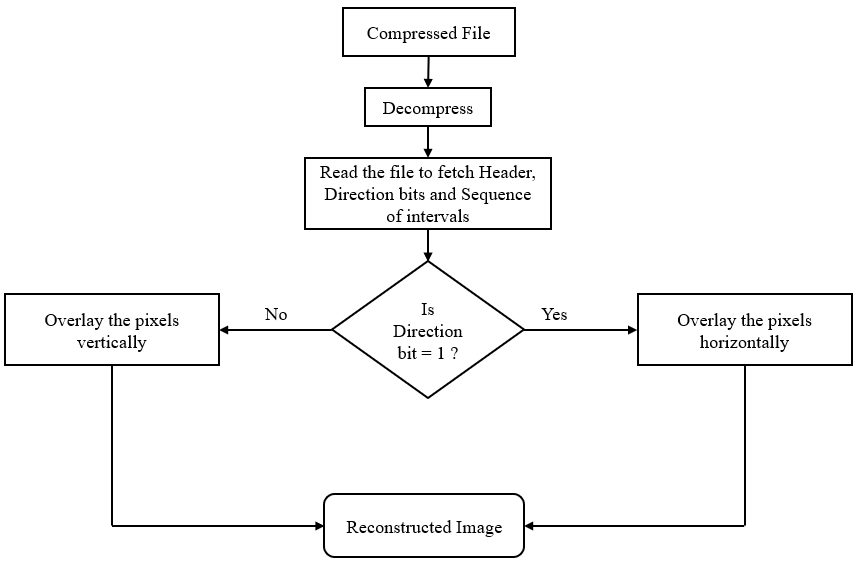 Compressed File
Decompress
Read the file to fetch Header,
Direction bits and Sequence
of intervals
Is
Direction
bit = 1 ?
No
Yes
Overlay the pixels
vertically
Overlay the pixels
horizontally
Reconstructed Image